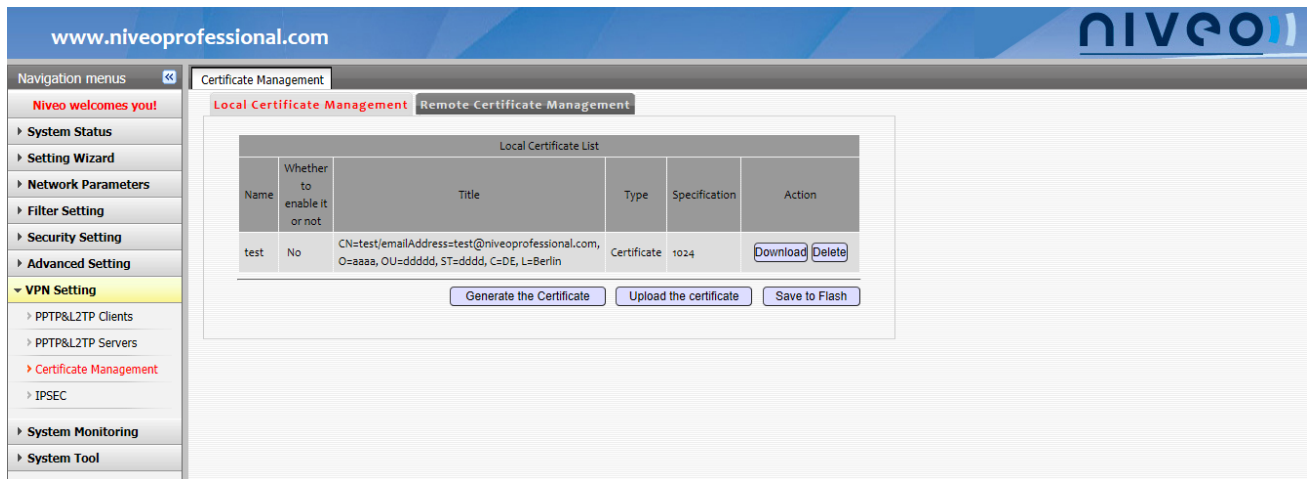 www.niveoprofessional.com
niveo
Navigation menus
Niveo welcomes you!
System Status
Setting Wizard
Network Parameters
Filter Setting
Security Setting
Advanced Setting
VPN Setting
PPTP&L2TP Clients
PPTP&L2TP Servers
Certificate Management
IPSEC
System Monitoring
System Tool
Certificate Management
Local Certificate Management Remote Certificate Management
Local Certificate List
Name Whether to enable it or not Title Type Specification Action
test No CN=test/emailAddress=test@niveoprofessional.com, O=aaaa, OU=ddddd, ST=dddd, C=DE, L=Berlin Certificate 1024 Download Delete
Generate the Certificate Upload the certificate Save to Flash